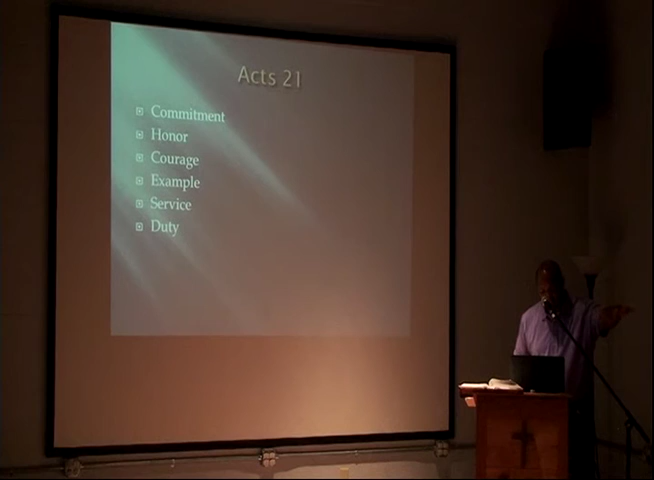 Acts 21
Commitment
Honor
Courage
Example
Service
Duty